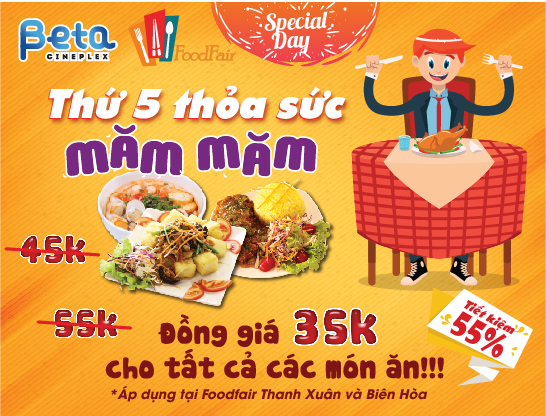 Beta
CINEPLEX
FoodFair
Special
Day
Thứ 5 thỏa sức
MĂM MĂM
45k
55k
Đồng giá 35k
cho tất cả các món ăn!!!
Tiết kiệm
55%
*Áp dụng tại Foodfair Thanh Xuân và Biên Hòa